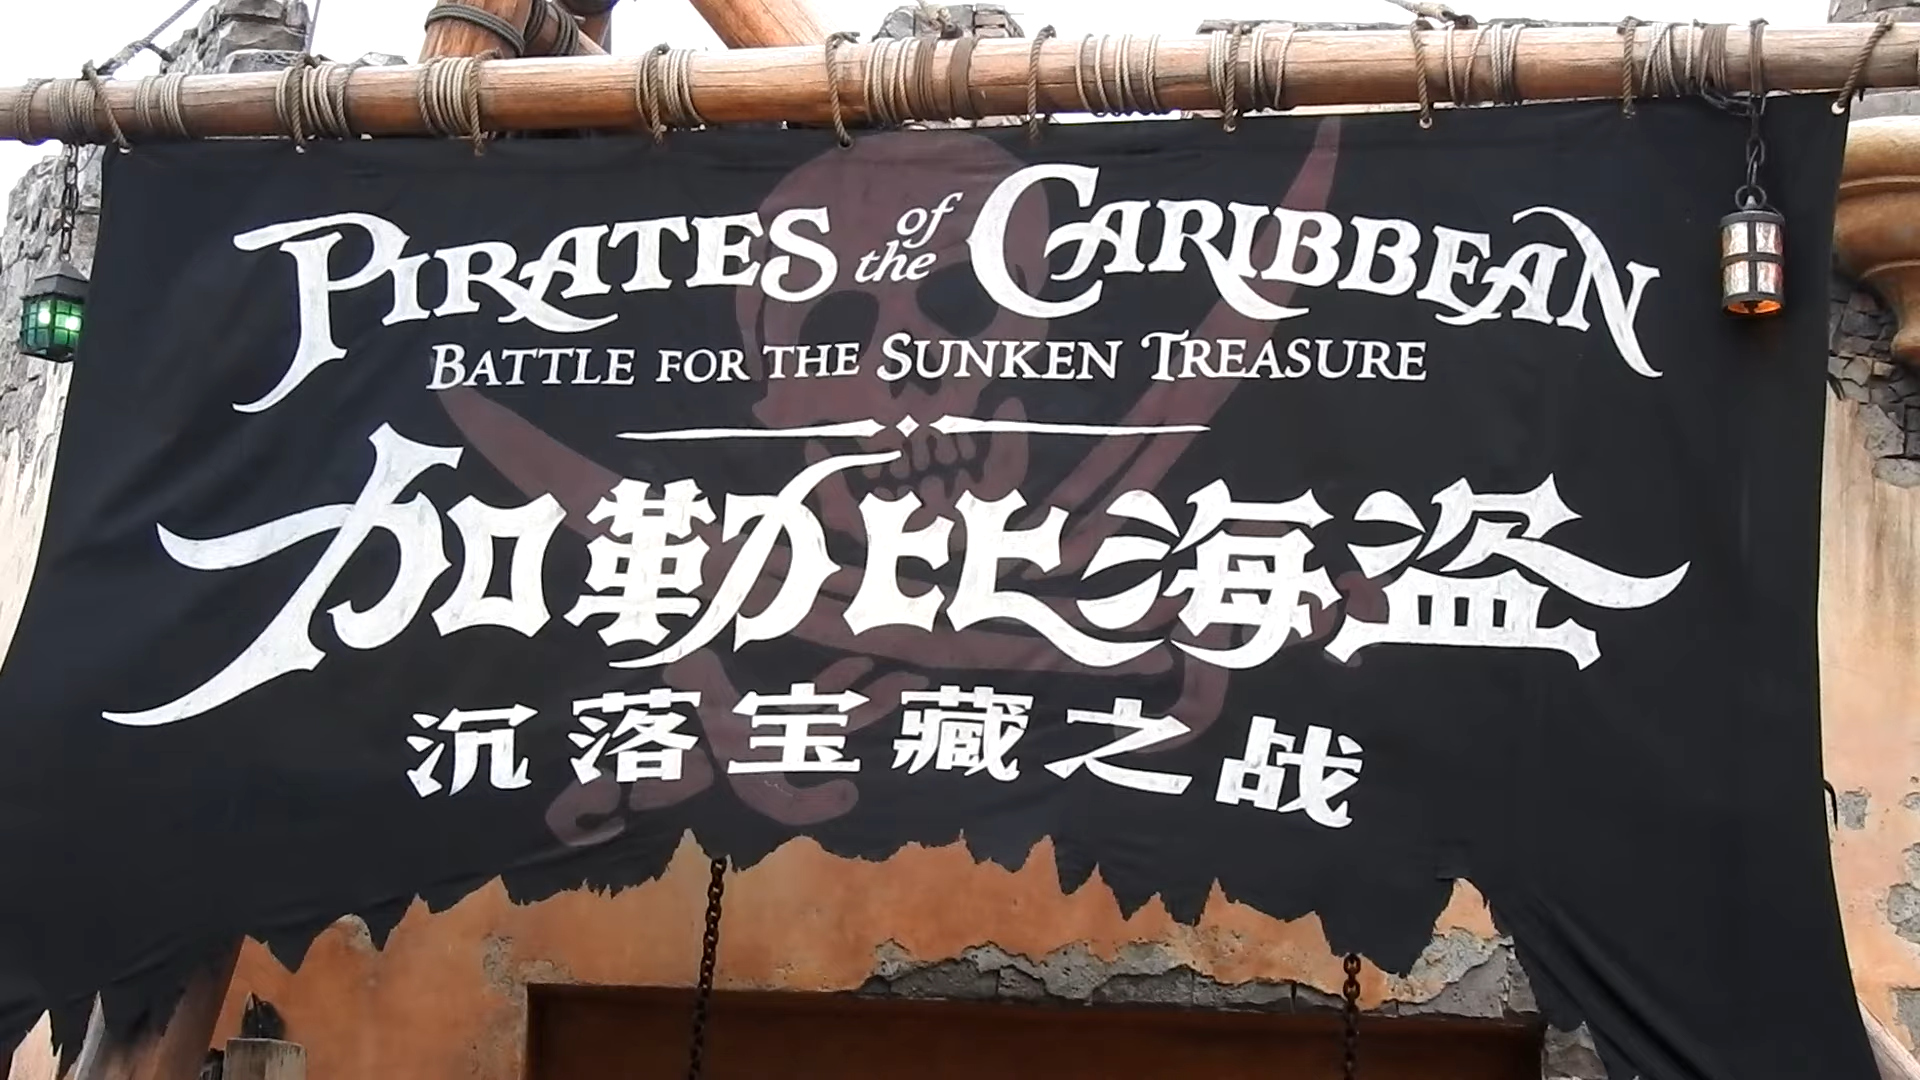 PIRATES of the CARIBBEAN
BATTLE FOR THE SUNKEN TREASURE
加勒比海盗
沉落宝藏之战